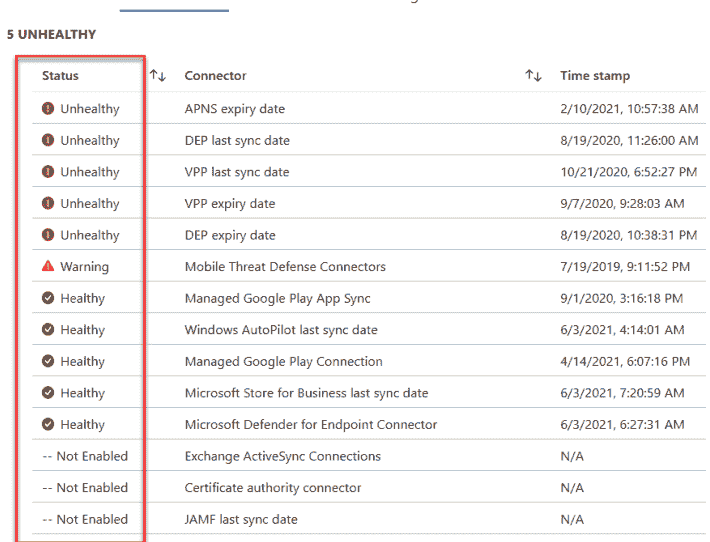 5 UNHEALTHY
Status Connector Time stamp
Unhealthy APNS expiry date 2/10/2021, 10:57:38 AM
Unhealthy DEP last sync date 8/19/2020, 11:26:00 AM
Unhealthy VPP last sync date 10/21/2020, 6:52:27 PM
Unhealthy VPP expiry date 9/7/2020, 9:28:03 AM
Unhealthy DEP expiry date 8/19/2020, 10:38:31 PM
Warning Mobile Threat Defense Connectors 7/19/2019, 9:11:52 PM
Healthy Managed Google Play App Sync 9/1/2020, 3:16:18 PM
Healthy Windows AutoPilot last sync date 6/3/2021, 4:14:01 AM
Healthy Managed Google Play Connection 4/14/2021, 6:07:16 PM
Healthy Microsoft Store for Business last sync date 6/3/2021, 7:20:59 AM
Healthy Microsoft Defender for Endpoint Connector 6/3/2021, 6:27:31 AM
-- Not Enabled Exchange ActiveSync Connections N/A
-- Not Enabled Certificate authority connector N/A
-- Not Enabled JAMF last sync date N/A